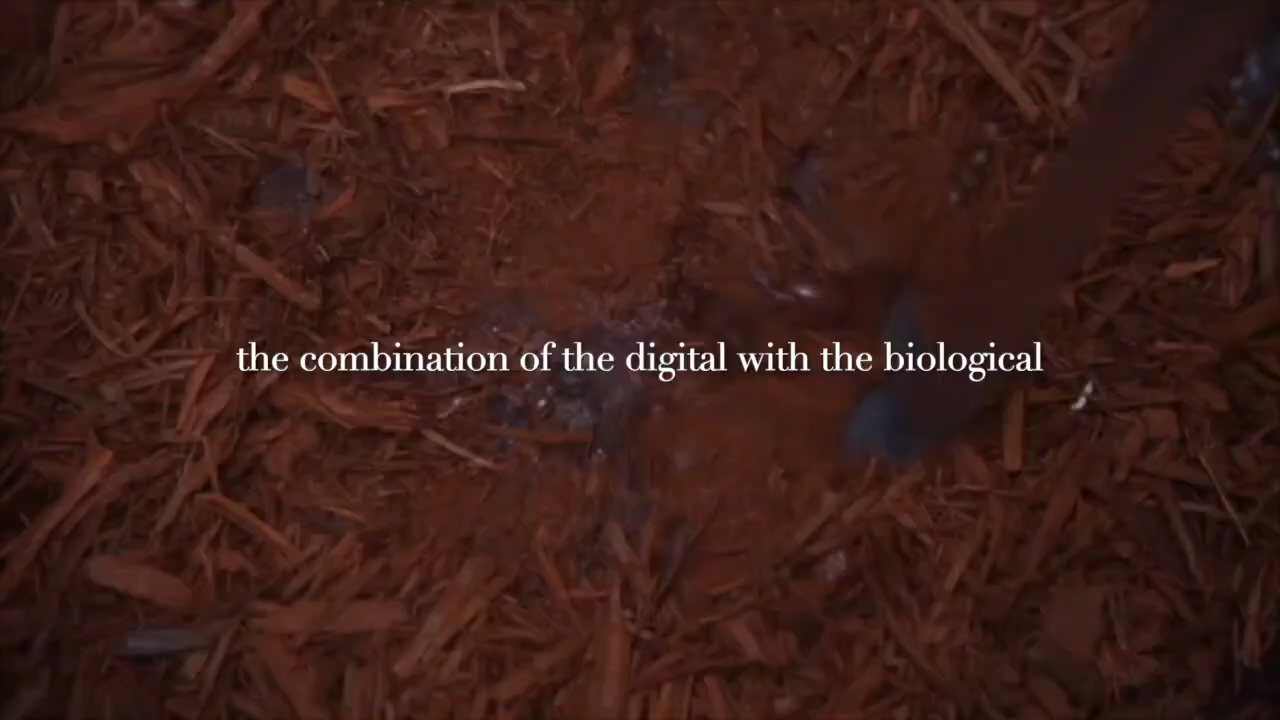 the combination of the digital with the biological